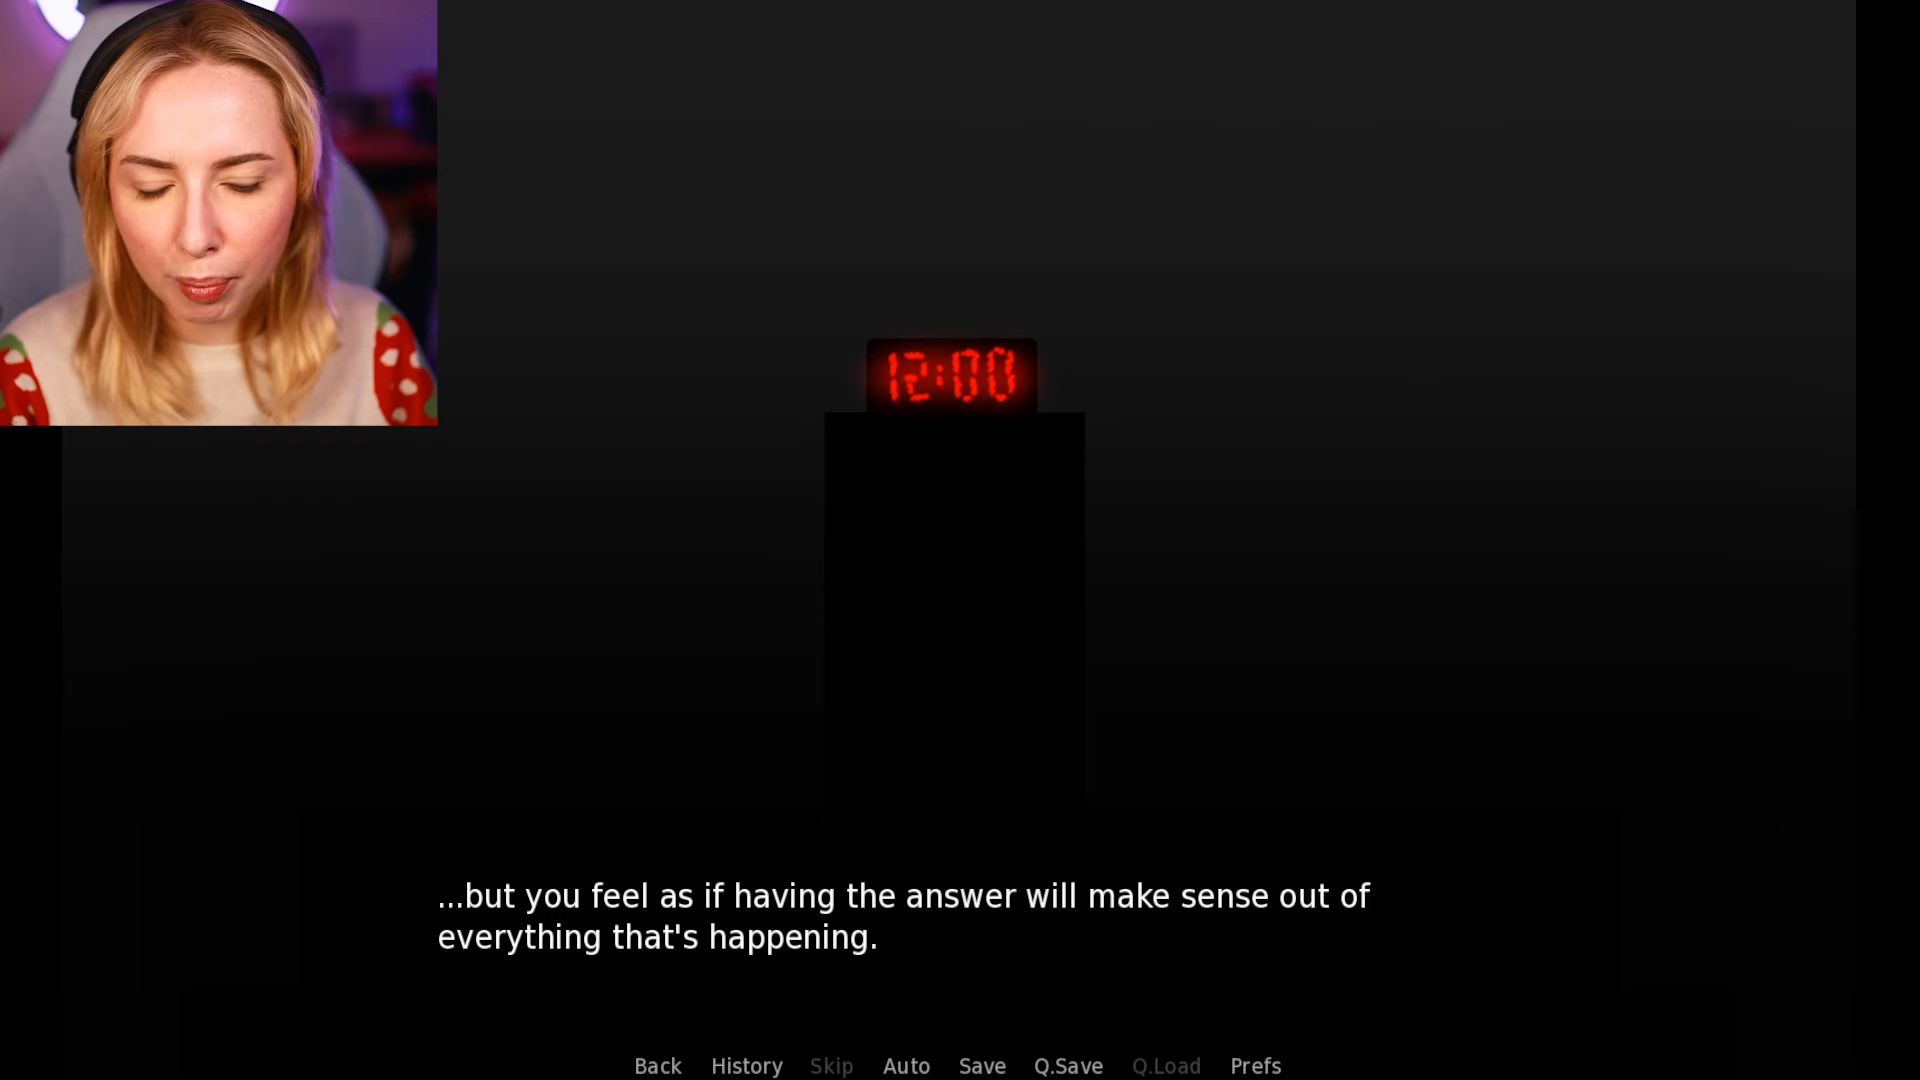 12:00
...but you feel as if having the answer will make sense out of
everything that's happening.
Back History Skip Auto Save Q.Save Q.Load Prefs